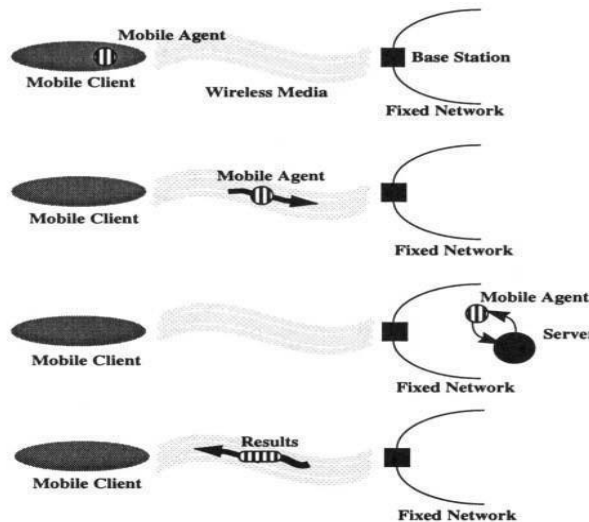 Mobile Agent
Base Station
Mobile Client
Wireless Media
Fixed Network
Mobile Agent
Mobile Client
Fixed Network
Mobile Agent
Server
Mobile Client
Fixed Network
Results
Mobile Client
Fixed Network